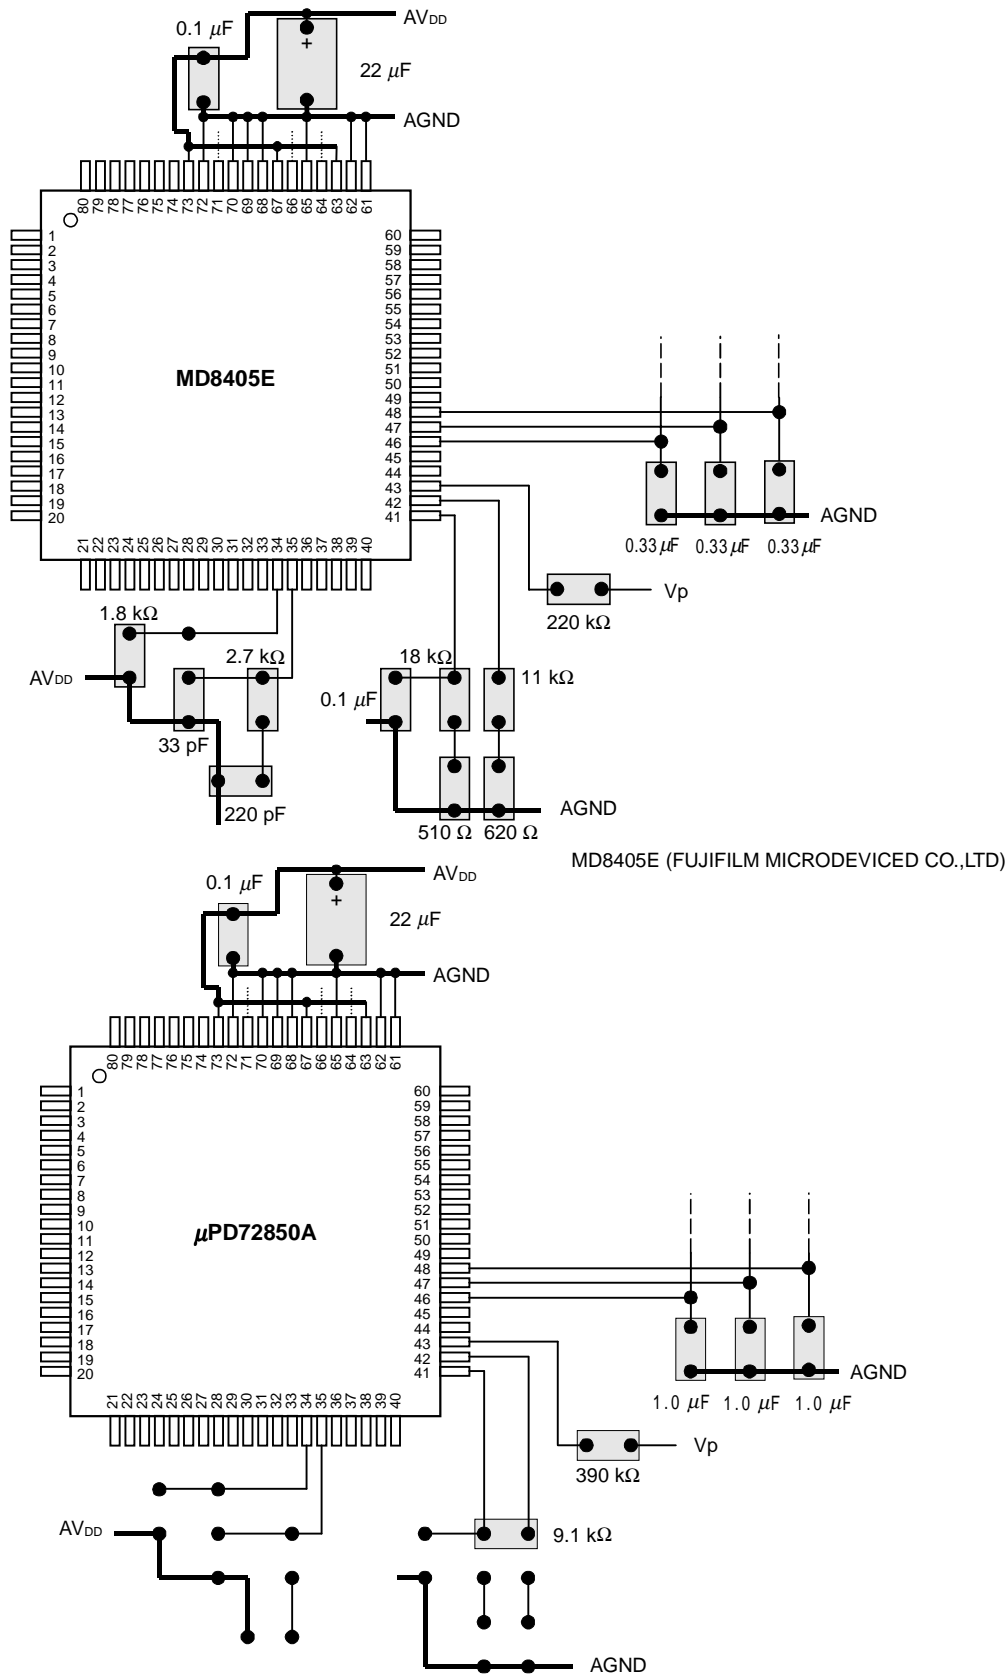 AVDD
0.1 μF
+
22 μF
AGND
80 79 78 77 76 75 74 73 72 71 70 69 68 67 66 65 64 63 62 61
1 60
2 59
3 58
4 57
5 56
6 55
7 54
8 53
9 52
10 51
11 50
12 49
13 48
14 47
15 46
16 45
17 44
18 43
19 42
20 41
MD8405E
21 22 23 24 25 26 27 28 29 30 31 32 33 34 35 36 37 38 39 40
AGND
0.33 μF 0.33 μF 0.33 μF
Vp
220 kΩ
1.8 kΩ
2.7 kΩ
AVDD
33 pF
220 pF
18 kΩ
11 kΩ
0.1 μF
AGND
510 Ω 620 Ω
MD8405E (FUJIFILM MICRODEVICED CO.,LTD)
AVDD
0.1 μF
+
22 μF
AGND
80 79 78 77 76 75 74 73 72 71 70 69 68 67 66 65 64 63 62 61
1 60
2 59
3 58
4 57
5 56
6 55
7 54
8 53
9 52
10 51
11 50
12 49
13 48
14 47
15 46
16 45
17 44
18 43
19 42
20 41
μPD72850A
21 22 23 24 25 26 27 28 29 30 31 32 33 34 35 36 37 38 39 40
AGND
1.0 μF 1.0 μF 1.0 μF
Vp
390 kΩ
AVDD
9.1 kΩ
AGND